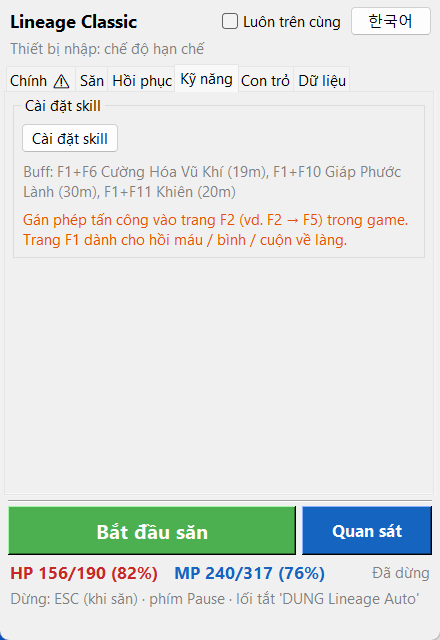 Lineage Classic
Luôn trên cùng
한국어
Thiết bị nhập: chế độ hạn chế
Chính ⚠ Săn Hồi phục Kỹ năng Con trỏ Dữ liệu
Cài đặt skill
Cài đặt skill
Buff: F1+F6 Cường Hóa Vũ Khí (19m), F1+F10 Giáp Phước
Lành (30m), F1+F11 Khiên (20m)
Gán phép tấn công vào trang F2 (vd. F2 → F5) trong game.
Trang F1 dành cho hồi máu / bình / cuộn về làng.
Bắt đầu săn
Quan sát
HP 156/190 (82%) MP 240/317 (76%) Đã dừng
Dừng: ESC (khi săn) · phím Pause · lối tắt 'DUNG Lineage Auto'